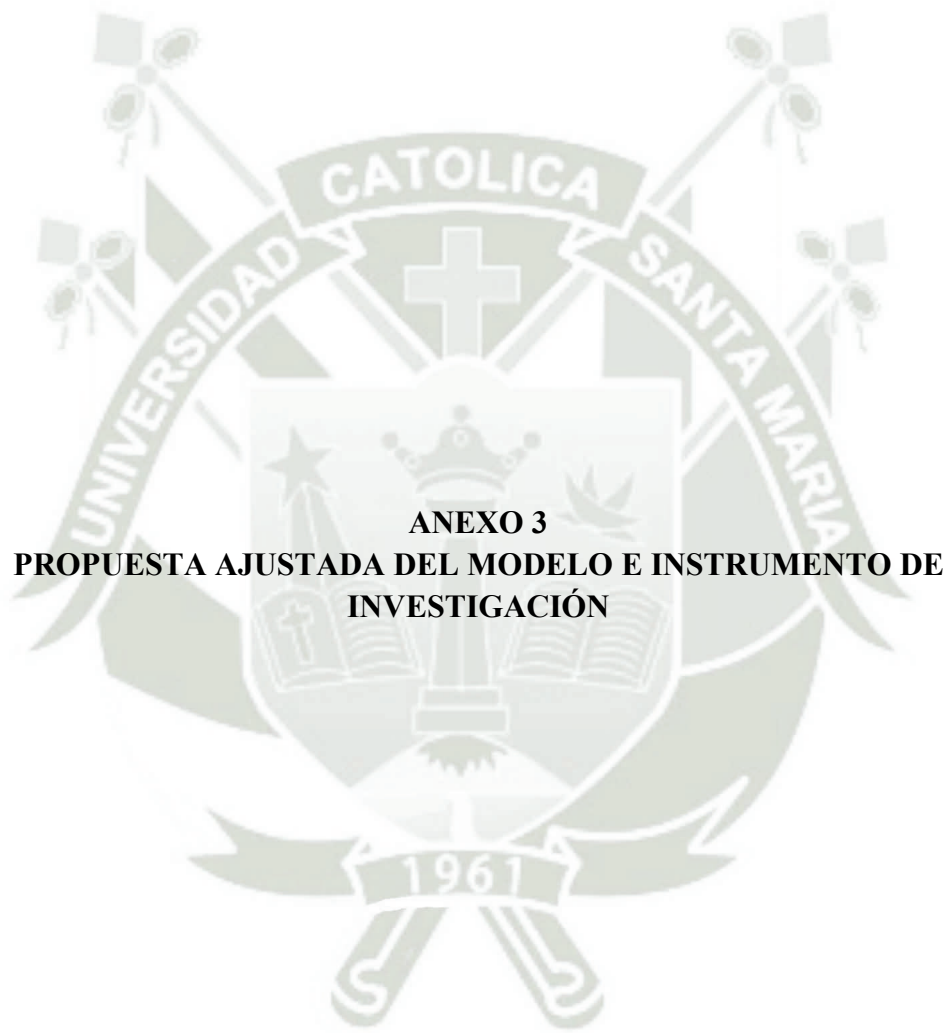 CATOLICA
UNIVERSIDAD
SANTA MARIA
ANEXO 3
PROPUESTA AJUSTADA DEL MODELO E INSTRUMENTO DE
INVESTIGACIÓN
1961